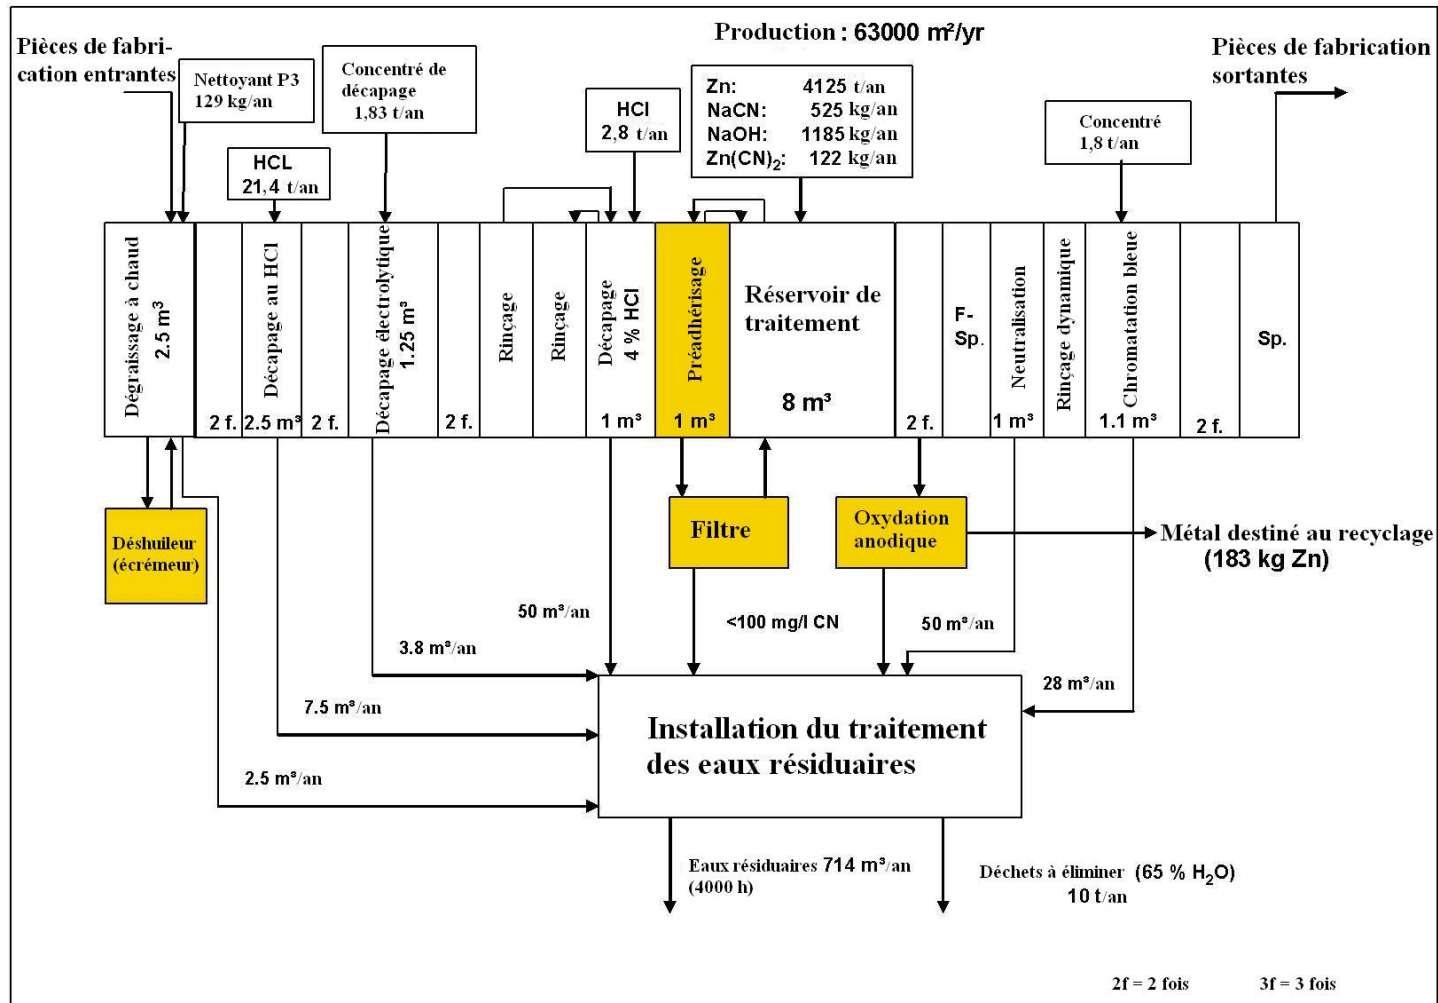 Production : 63000 m²/yr
Pièces de fabri-
cation entrantes
Nettoyant P3
129 kg/an
Concentré de
décapage
1,83 t/an
HCl
2,8 t/an
Zn: 4125 t/an
NaCN: 525 kg/an
NaOH: 1185 kg/an
Zn(CN)₂: 122 kg/an
Pièces de fabrication
sortantes
Concentré
1,8 t/an
HCL
21,4 t/an
Dégraissage à chaud
2.5 m³
2 f.
Décapage au HCl
2.5 m³
2 f.
Décapage électrolytique
1.25 m³
2 f.
Rinçage
Rinçage
Décapage
4 % HCl
1 m³
Préadhérisage
1 m³
Réservoir de
traitement
8 m³
2 f.
F-
Sp.
Neutralisation
1 m³
Rinçage dynamique
Chromatation bleue
1.1 m³
2 f.
Sp.
Déshuileur
(écrémeur)
Filtre
Oxydation
anodique
Métal destiné au recyclage
(183 kg Zn)
50 m³/an
<100 mg/l CN
50 m³/an
3.8 m³/an
28 m³/an
7.5 m³/an
2.5 m³/an
Installation du traitement
des eaux résiduaires
Eaux résiduaires 714 m³/an
(4000 h)
Déchets à éliminer (65 % H₂O)
10 t/an
2f = 2 fois 3f = 3 fois